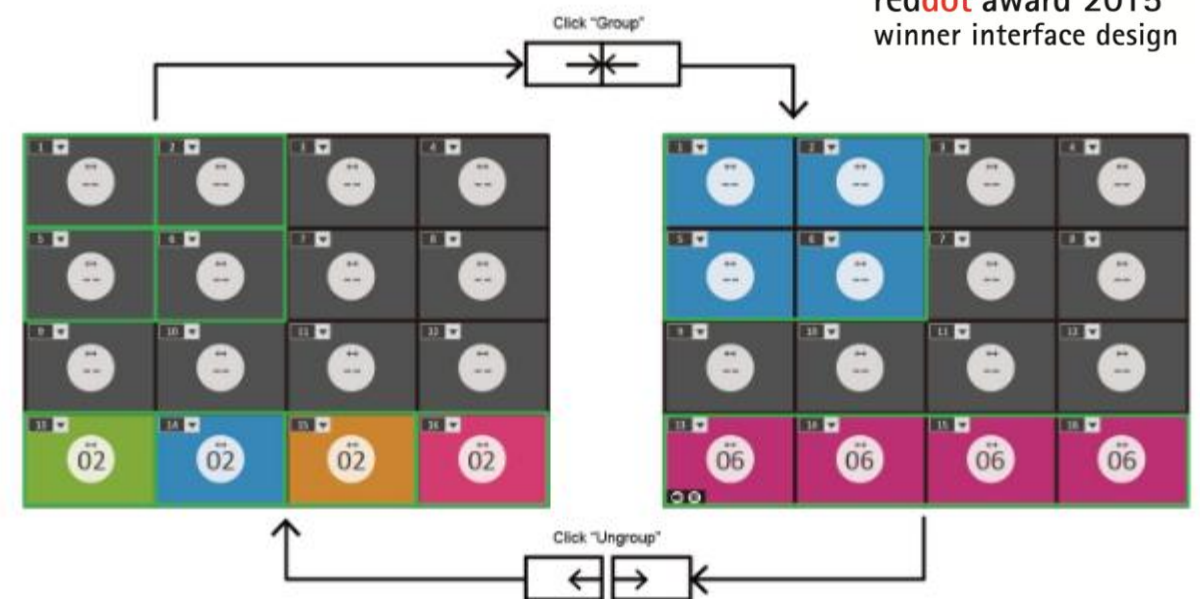 reddot award 2015
winner interface design
Click "Group"
1 2 3 4
-- -- -- --
5 6 7 8
-- -- -- --
9 10 11 12
-- -- -- --
13 14 15 16
02 02 02 02
1 2 3 4
-- -- -- --
5 6 7 8
-- -- -- --
9 10 11 12
-- -- -- --
13 14 15 16
06 06 06 06
Click "Ungroup"